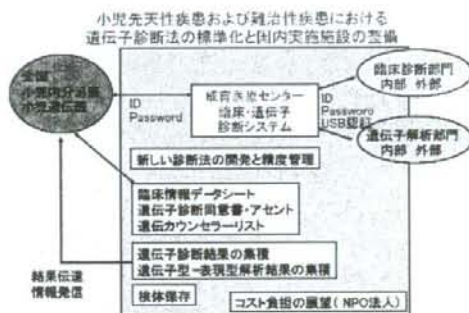 小児先天性疾患および難治性疾患における
遺伝子診断法の標準化と国内実施施設の整備
全国
小児内分泌医
小児遺伝医
ID
Password
成育医療センター
臨床・遺伝子
診断システム
ID
Password
USB認証
臨床診断部門
内部 外部
遺伝子解析部門
内部 外部
新しい診断法の開発と精度管理
臨床情報データシート
遺伝子診断同意書・アセント
遺伝カウンセラーリスト
遺伝子診断結果の集積
遺伝子型ー表現型解析結果の集積
結果伝達
情報発信
検体保存
コスト負担の展望(NPO法人)